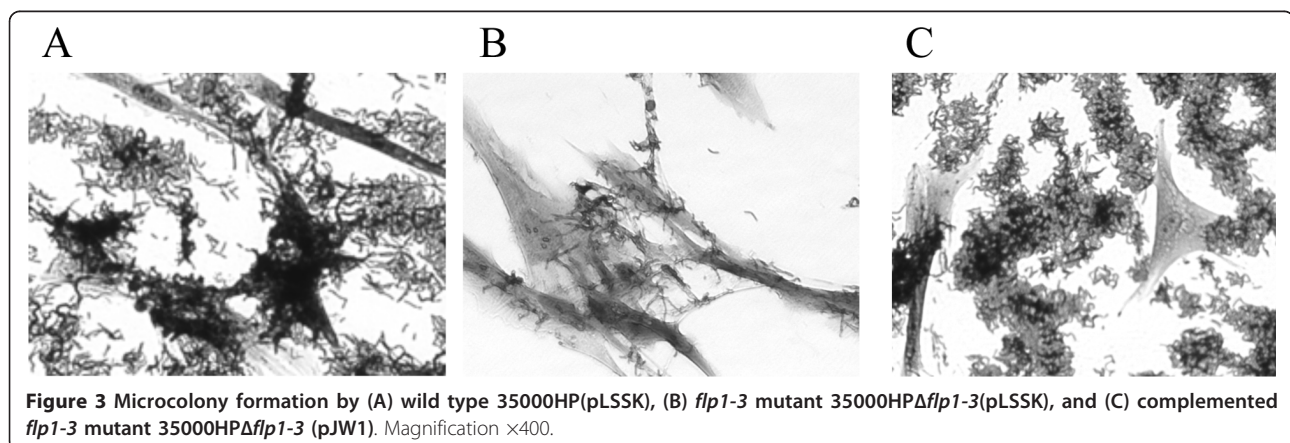 A
B
C
Figure 3 Microcolony formation by (A) wild type 35000HP(pLSSK), (B) flp1-3 mutant 35000HPΔflp1-3(pLSSK), and (C) complemented
flp1-3 mutant 35000HPΔflp1-3 (pJW1). Magnification ×400.